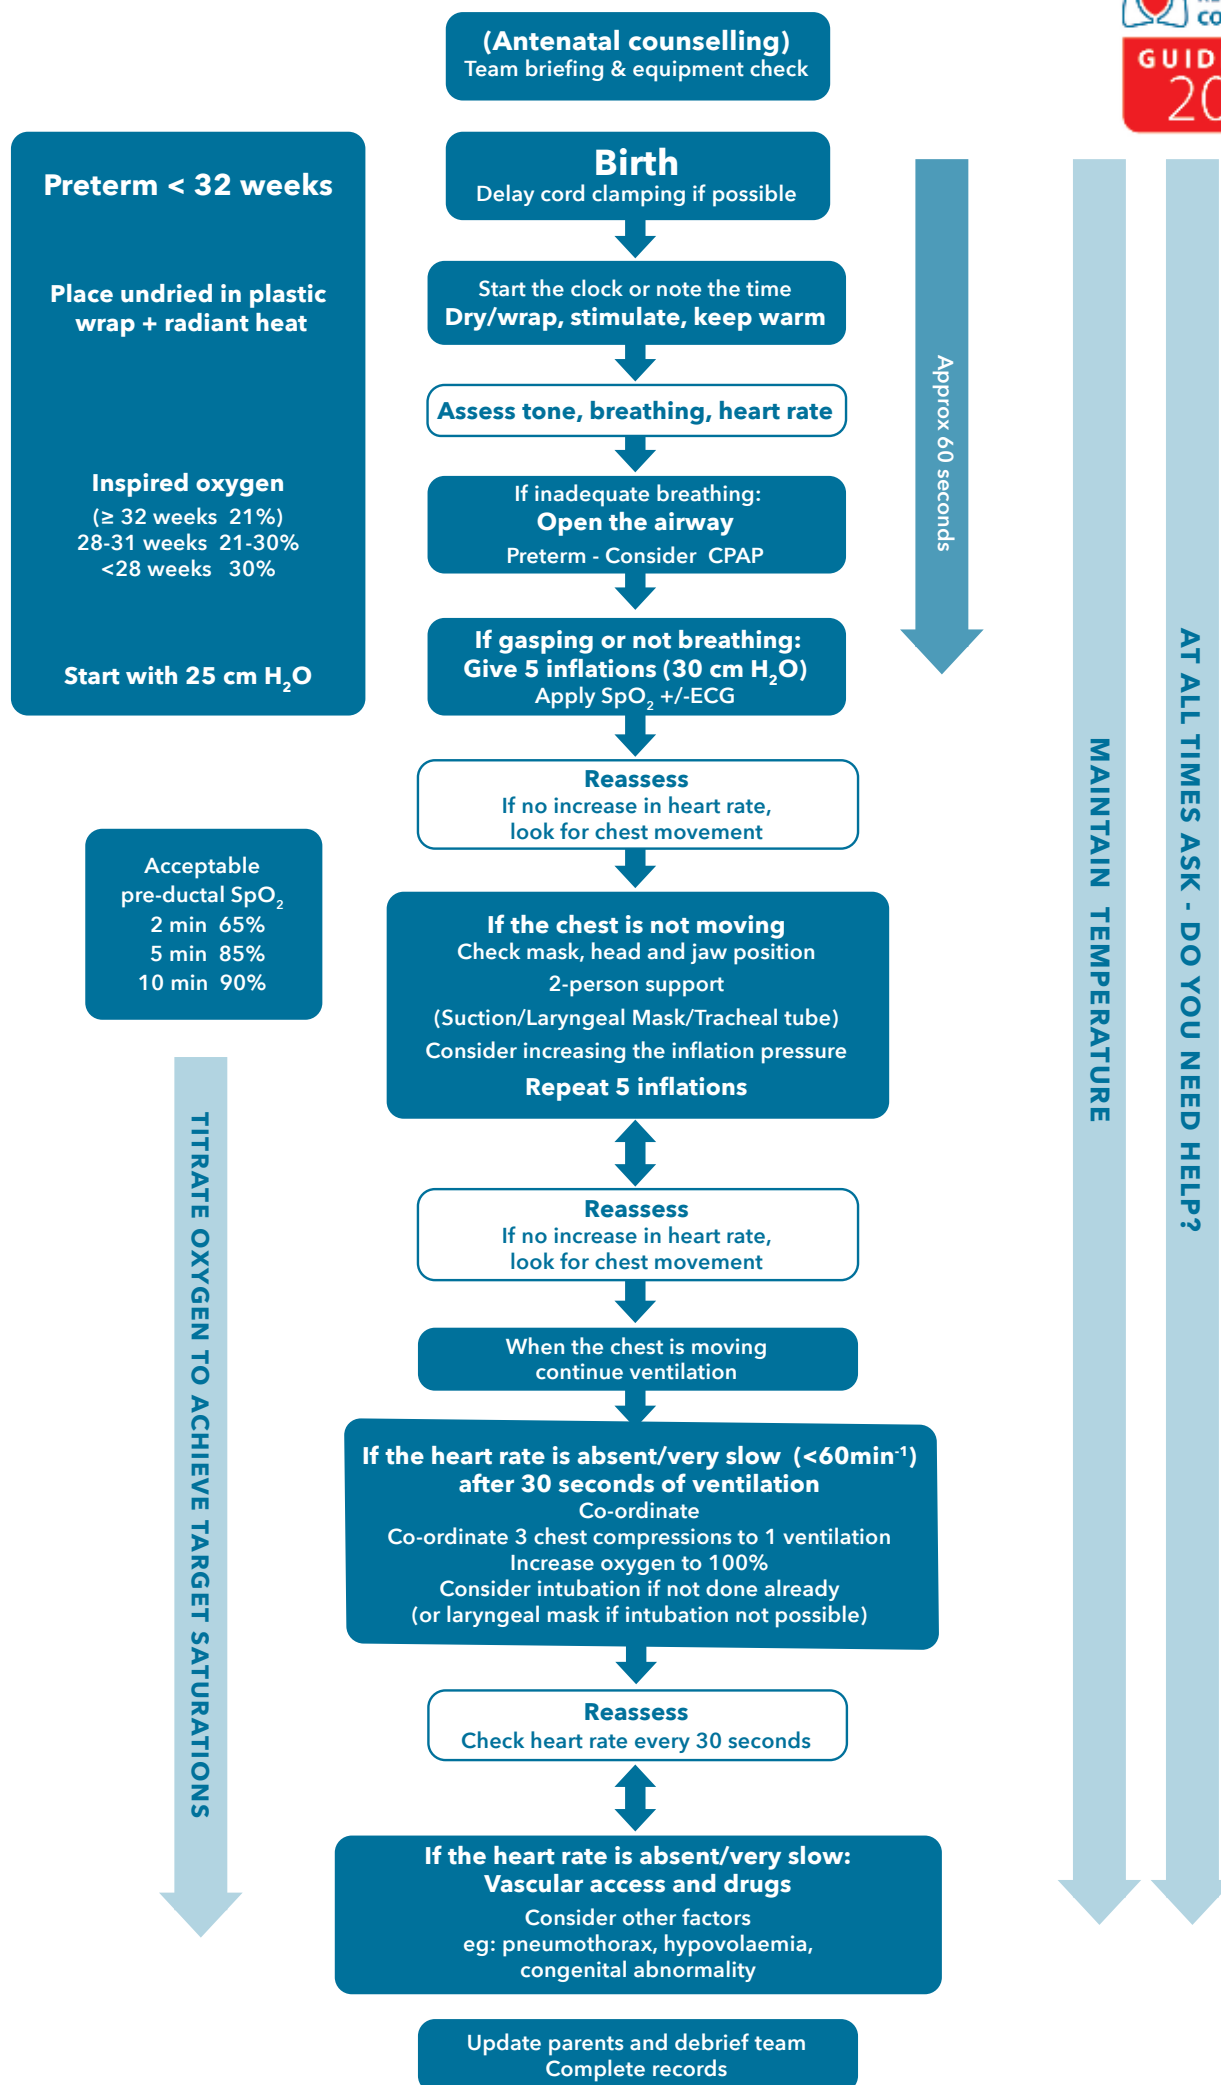 CO
GUID
20
(Antenatal counselling)
Team briefing & equipment check
Birth
Delay cord clamping if possible
Start the clock or note the time
Dry/wrap, stimulate, keep warm
Assess tone, breathing, heart rate
If inadequate breathing:
Open the airway
Preterm - Consider CPAP
If gasping or not breathing:
Give 5 inflations (30 cm H₂O)
Apply SpO₂ +/-ECG
Reassess
If no increase in heart rate,
look for chest movement
If the chest is not moving
Check mask, head and jaw position
2-person support
(Suction/Laryngeal Mask/Tracheal tube)
Consider increasing the inflation pressure
Repeat 5 inflations
Reassess
If no increase in heart rate,
look for chest movement
When the chest is moving
continue ventilation
If the heart rate is absent/very slow (<60min⁻¹)
after 30 seconds of ventilation
Co-ordinate
Co-ordinate 3 chest compressions to 1 ventilation
Increase oxygen to 100%
Consider intubation if not done already
(or laryngeal mask if intubation not possible)
Reassess
Check heart rate every 30 seconds
If the heart rate is absent/very slow:
Vascular access and drugs
Consider other factors
eg: pneumothorax, hypovolaemia,
congenital abnormality
Update parents and debrief team
Complete records
Preterm < 32 weeks
Place undried in plastic
wrap + radiant heat
Inspired oxygen
(≥ 32 weeks 21%)
28-31 weeks 21-30%
<28 weeks 30%
Start with 25 cm H₂O
Acceptable
pre-ductal SpO₂
2 min 65%
5 min 85%
10 min 90%
TITRATE OXYGEN TO ACHIEVE TARGET SATURATIONS
Approx 60 seconds
MAINTAIN TEMPERATURE
AT ALL TIMES ASK - DO YOU NEED HELP?